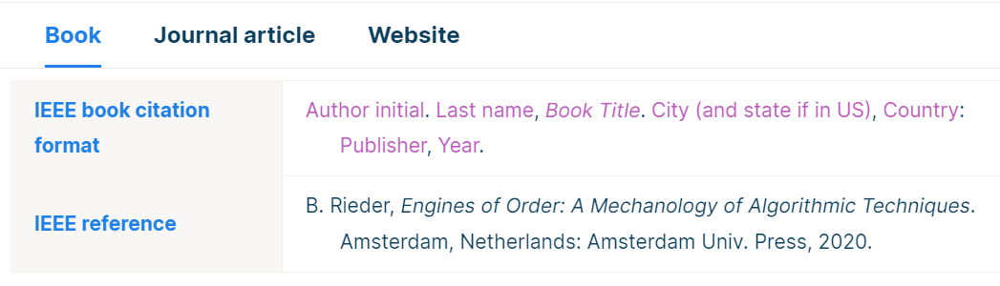 Book Journal article Website
IEEE book citation format
Author initial. Last name, Book Title. City (and state if in US), Country:
Publisher, Year.
IEEE reference
B. Rieder, Engines of Order: A Mechanology of Algorithmic Techniques.
Amsterdam, Netherlands: Amsterdam Univ. Press, 2020.